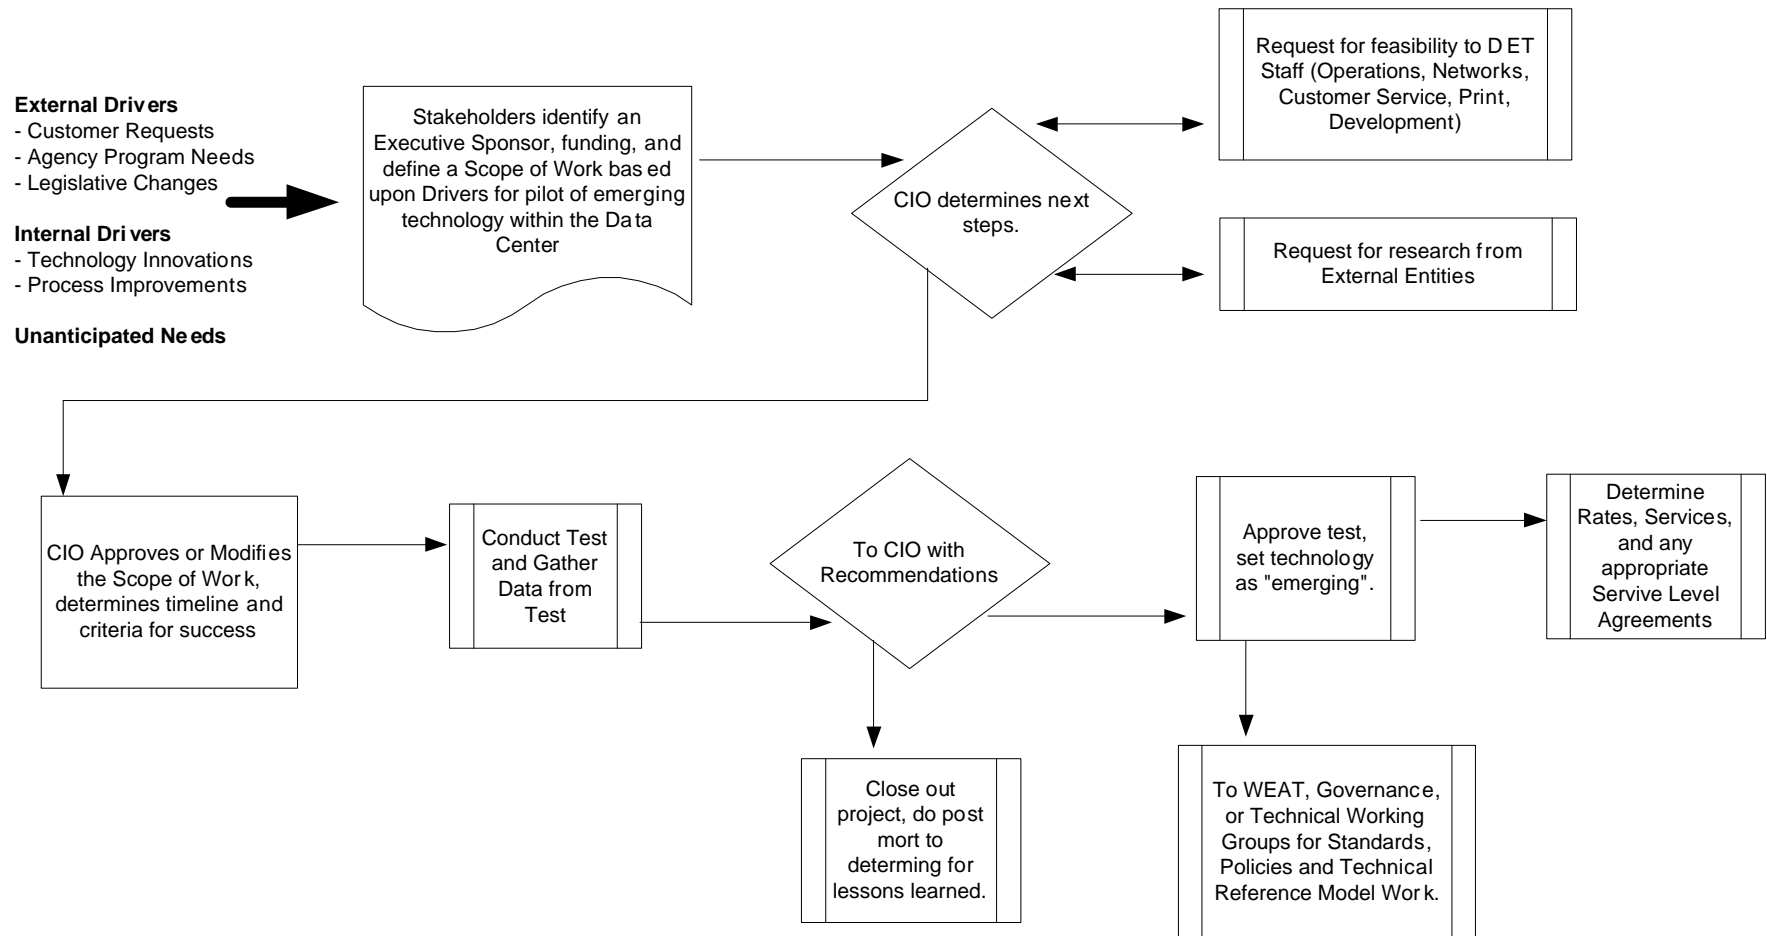 External Drivers
- Customer Requests
- Agency Program Needs
- Legislative Changes
Internal Drivers
- Technology Innovations
- Process Improvements
Unanticipated Needs
Stakeholders identify an
Executive Sponsor, funding, and
define a Scope of Work based
upon Drivers for pilot of emerging
technology within the Data
Center
CIO determines next
steps.
Request for feasibility to DET
Staff (Operations, Networks,
Customer Service, Print,
Development)
Request for research from
External Entities
CIO Approves or Modifies
the Scope of Work,
determines timeline and
criteria for success
Conduct Test
and Gather
Data from
Test
To CIO with
Recommendations
Approve test,
set technology
as "emerging".
Determine
Rates, Services,
and any
appropriate
Servive Level
Agreements
Close out
project, do post
mort to
determing for
lessons learned.
To WEAT, Governance,
or Technical Working
Groups for Standards,
Policies and Technical
Reference Model Work.